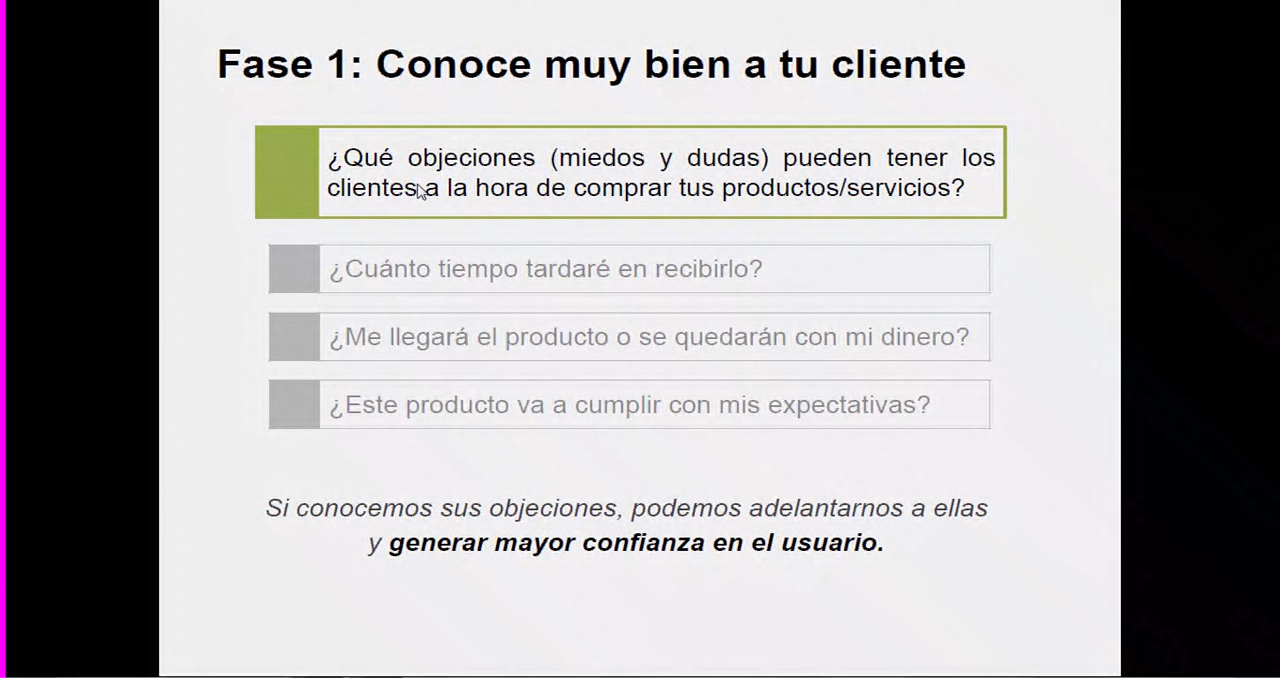 Fase 1: Conoce muy bien a tu cliente
¿Qué objeciones (miedos y dudas) pueden tener los
clientes a la hora de comprar tus productos/servicios?
¿Cuánto tiempo tardaré en recibirlo?
¿Me llegará el producto o se quedarán con mi dinero?
¿Este producto va a cumplir con mis expectativas?
Si conocemos sus objeciones, podemos adelantarnos a ellas
y generar mayor confianza en el usuario.